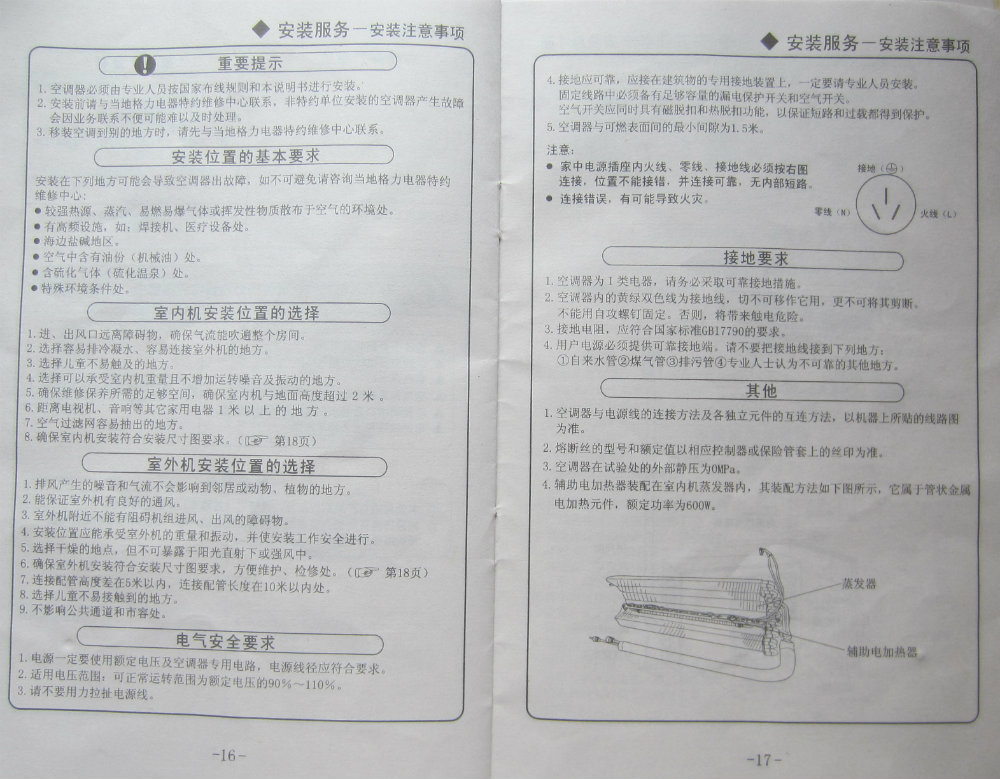 ◆ 安装服务—安装注意事项
重要提示
1. 空调器必须由专业人员按国家布线规则和本说明书进行安装。
2. 安装前请与当地格力电器特约维修中心联系，非特约单位安装的空调器产生故障
会因业务联系不便可能难以及时处理。
3. 移装空调到别的地方时，请先与当地格力电器特约维修中心联系。
安装位置的基本要求
安装在下列地方可能会导致空调器出故障，如不可避免请咨询当地格力电器特约
维修中心：
● 较强热源、蒸汽、易燃易爆气体或挥发性物质散布于空气的环境处。
● 有高频设施，如：焊接机、医疗设备处。
● 海边盐碱地区。
● 空气中含有油份（机械油）处。
● 含硫化气体（硫化温泉）处。
● 特殊环境条件处。
室内机安装位置的选择
1. 进、出风口远离障碍物，确保气流能吹遍整个房间。
2. 选择容易排冷凝水、容易连接室外机的地方。
3. 选择儿童不易触及的地方。
4. 选择可以承受室内机重量且不增加运转噪音及振动的地方。
5. 确保维修保养所需的足够空间，确保室内机与地面高度超过 2 米 。
6. 距离电视机、音响等其它家用电器 1 米 以 上 的 地 方 。
7. 空气过滤网容易抽出的地方。
8. 确保室内机安装符合安装尺寸图要求。（☞ 第18页）
室外机安装位置的选择
1. 排风产生的噪音和气流不会影响到邻居或动物、植物的地方。
2. 能保证室外机有良好的通风。
3. 室外机附近不能有阻碍机组进风、出风的障碍物。
4. 安装位置应能承受室外机的重量和振动，并使安装工作安全进行。
5. 选择干燥的地点，但不可暴露于阳光直射下或强风中。
6. 确保室外机安装符合安装尺寸图要求，方便维护、检修处。（☞ 第18页）
7. 连接配管高度差在5米以内，连接配管长度在10米以内处。
8. 选择儿童不易接触到的地方。
9. 不影响公共通道和市容处。
电气安全要求
1. 电源一定要使用额定电压及空调器专用电路，电源线径应符合要求。
2. 适用电压范围：可正常运转范围为额定电压的90%～110%。
3. 请不要用力拉扯电源线。
-16-
◆ 安装服务—安装注意事项
4. 接地应可靠，应接在建筑物的专用接地装置上，一定要请专业人员安装。
固定线路中必须备有足够容量的漏电保护开关和空气开关。
空气开关应同时具有磁脱扣和热脱扣功能，以保证短路和过载都得到保护。
5. 空调器与可燃表面间的最小间隙为1.5米。
注意：
● 家中电源插座内火线、零线、接地线必须按右图
连接，位置不能接错，并连接可靠，无内部短路。
● 连接错误，有可能导致火灾。
接地（⏚）
零线（N）
火线（L）
接地要求
1. 空调器为Ⅰ类电器，请务必采取可靠接地措施。
2. 空调器内的黄绿双色线为接地线，切不可移作它用，更不可将其剪断，
不能用自攻螺钉固定。否则，将带来触电危险。
3. 接地电阻，应符合国家标准GB17790的要求。
4. 用户电源必须提供可靠接地端。请不要把接地线接到下列地方：
①自来水管②煤气管③排污管④专业人士认为不可靠的其他地方。
其他
1. 空调器与电源线的连接方法及各独立元件的互连方法，以机器上所贴的线路图
为准。
2. 熔断丝的型号和额定值以相应控制器或保险管套上的丝印为准。
3. 空调器在试验处的外部静压为0MPa。
4. 辅助电加热器装配在室内机蒸发器内，其装配方法如下图所示，它属于管状金属
电加热元件，额定功率为600W。
蒸发器
辅助电加热器
-17-